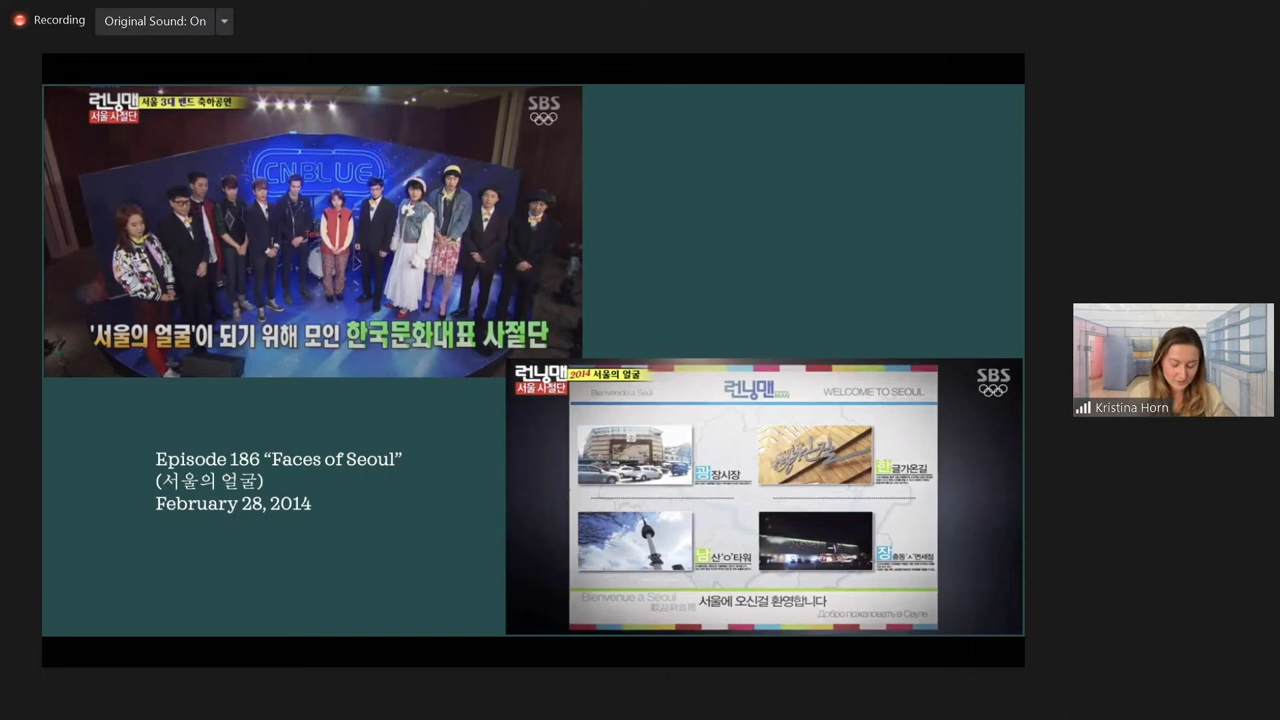 Recording
Original Sound: On
런닝맨
서울 사절단
서울 3대 밴드 축하공연
SBS
CNBLUE
'서울의 얼굴'이 되기 위해 모인 한국문화대표 사절단
Episode 186 “Faces of Seoul”
(서울의 얼굴)
February 28, 2014
런닝맨
서울 사절단
2014 서울의 얼굴
SBS
런닝맨
MAN
WELCOME TO SEOUL
광장시장
한글가온길
남산'ㅇ'타워
장충동'ㅅ'면세점
Bienvenue à Séoul
서울에 오신걸 환영합니다
Добро пожаловать в Сеуле
Kristina Horn